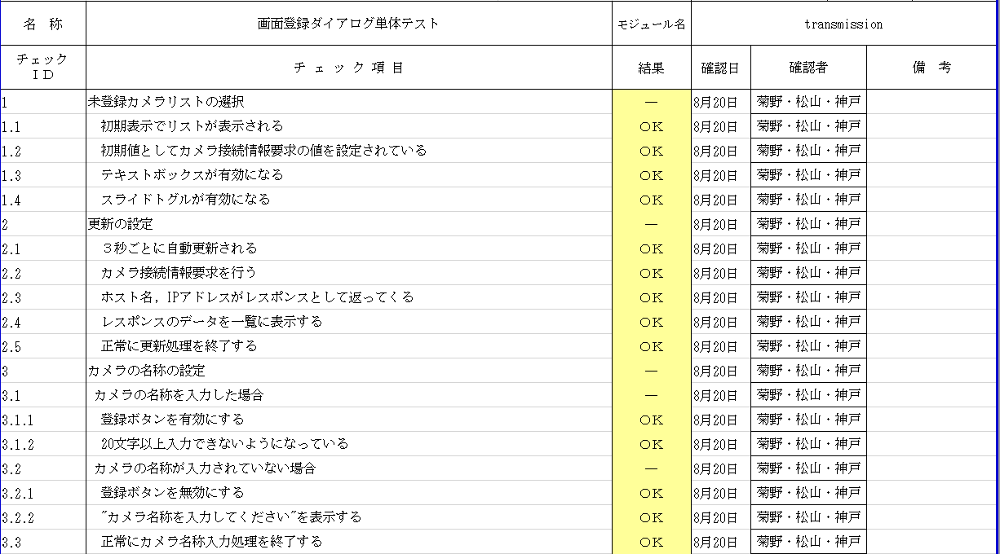 名　称 画面登録ダイアログ単体テスト モジュール名 transmission
チェックＩＤ チ ェ ッ ク 項 目 結果 確認日 確認者 備　考
1 未登録カメラリストの選択 ― 8月20日 菊野・松山・神戸
1.1 初期表示でリストが表示される ＯＫ 8月20日 菊野・松山・神戸
1.2 初期値としてカメラ接続情報要求の値を設定されている ＯＫ 8月20日 菊野・松山・神戸
1.3 テキストボックスが有効になる ＯＫ 8月20日 菊野・松山・神戸
1.4 スライドトグルが有効になる ＯＫ 8月20日 菊野・松山・神戸
2 更新の設定 ― 8月20日 菊野・松山・神戸
2.1 ３秒ごとに自動更新される ＯＫ 8月20日 菊野・松山・神戸
2.2 カメラ接続情報要求を行う ＯＫ 8月20日 菊野・松山・神戸
2.3 ホスト名，IPアドレスがレスポンスとして返ってくる ＯＫ 8月20日 菊野・松山・神戸
2.4 レスポンスのデータを一覧に表示する ＯＫ 8月20日 菊野・松山・神戸
2.5 正常に更新処理を終了する ＯＫ 8月20日 菊野・松山・神戸
3 カメラの名称の設定 ― 8月20日 菊野・松山・神戸
3.1 カメラの名称を入力した場合 ― 8月20日 菊野・松山・神戸
3.1.1 登録ボタンを有効にする ＯＫ 8月20日 菊野・松山・神戸
3.1.2 20文字以上入力できないようになっている ＯＫ 8月20日 菊野・松山・神戸
3.2 カメラの名称が入力されていない場合 ― 8月20日 菊野・松山・神戸
3.2.1 登録ボタンを無効にする ＯＫ 8月20日 菊野・松山・神戸
3.2.2 "カメラ名称を入力してください"を表示する ＯＫ 8月20日 菊野・松山・神戸
3.3 正常にカメラ名称入力処理を終了する ＯＫ 8月20日 菊野・松山・神戸